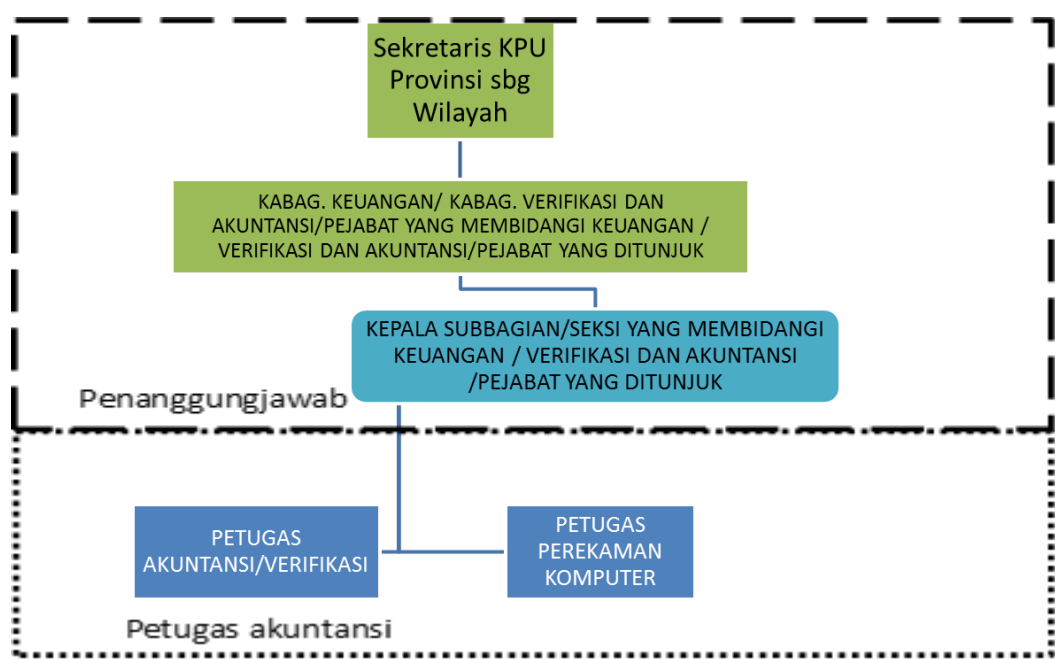 Sekretaris KPU
Provinsi sbg
Wilayah
KABAG. KEUANGAN/ KABAG. VERIFIKASI DAN
AKUNTANSI/PEJABAT YANG MEMBIDANGI KEUANGAN /
VERIFIKASI DAN AKUNTANSI/PEJABAT YANG DITUNJUK
KEPALA SUBBAGIAN/SEKSI YANG MEMBIDANGI
KEUANGAN / VERIFIKASI DAN AKUNTANSI
/PEJABAT YANG DITUNJUK
Penanggungjawab
PETUGAS
AKUNTANSI/VERIFIKASI
PETUGAS
PEREKAMAN
KOMPUTER
Petugas akuntansi